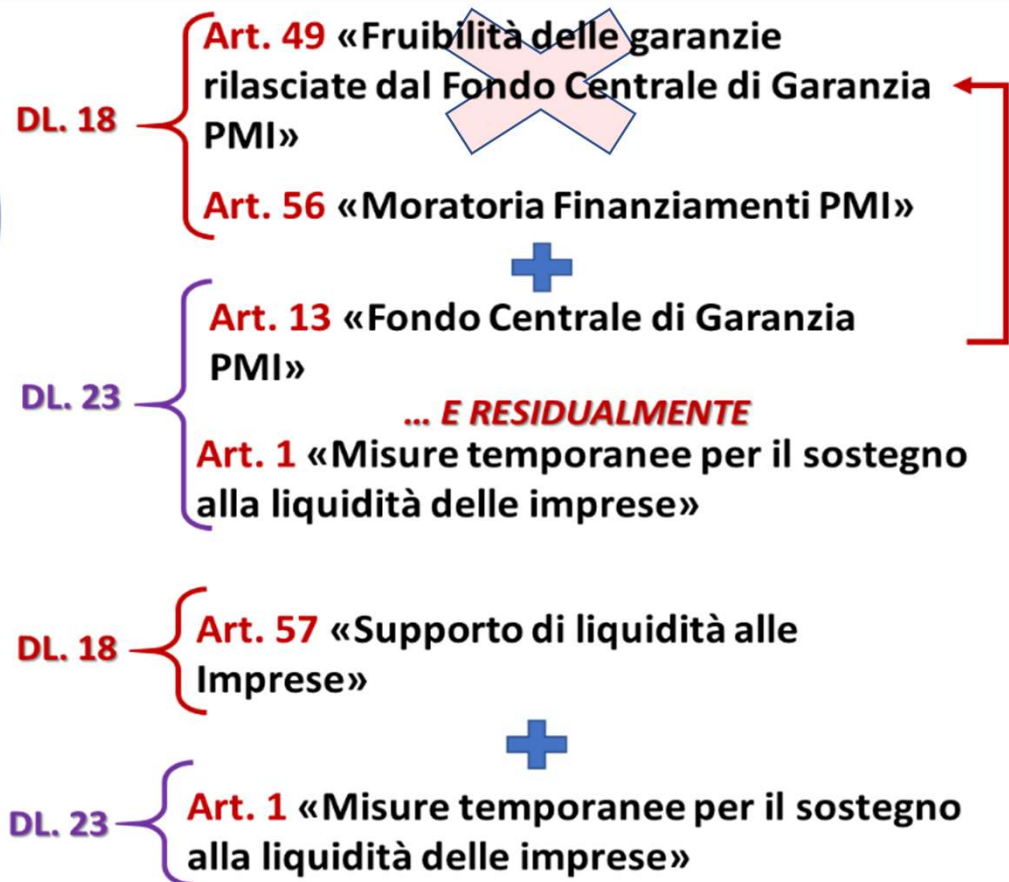 Art. 49 «Fruibilità delle garanzie
rilasciate dal Fondo Centrale di Garanzia
PMI»
DL. 18
Art. 56 «Moratoria Finanziamenti PMI»
Art. 13 «Fondo Centrale di Garanzia
PMI»
DL. 23
... E RESIDUALMENTE
Art. 1 «Misure temporanee per il sostegno
alla liquidità delle imprese»
DL. 18
Art. 57 «Supporto di liquidità alle
Imprese»
DL. 23
Art. 1 «Misure temporanee per il sostegno
alla liquidità delle imprese»